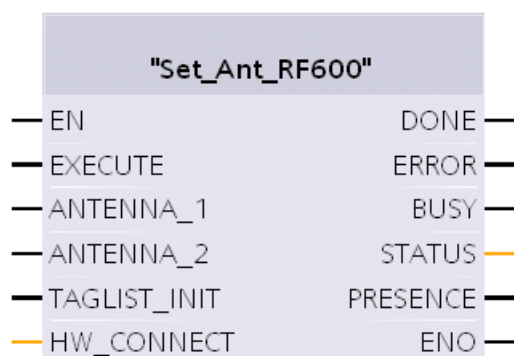 "Set_Ant_RF600"
EN DONE
EXECUTE ERROR
ANTENNA_1 BUSY
ANTENNA_2 STATUS
TAGLIST_INIT PRESENCE
HW_CONNECT ENO